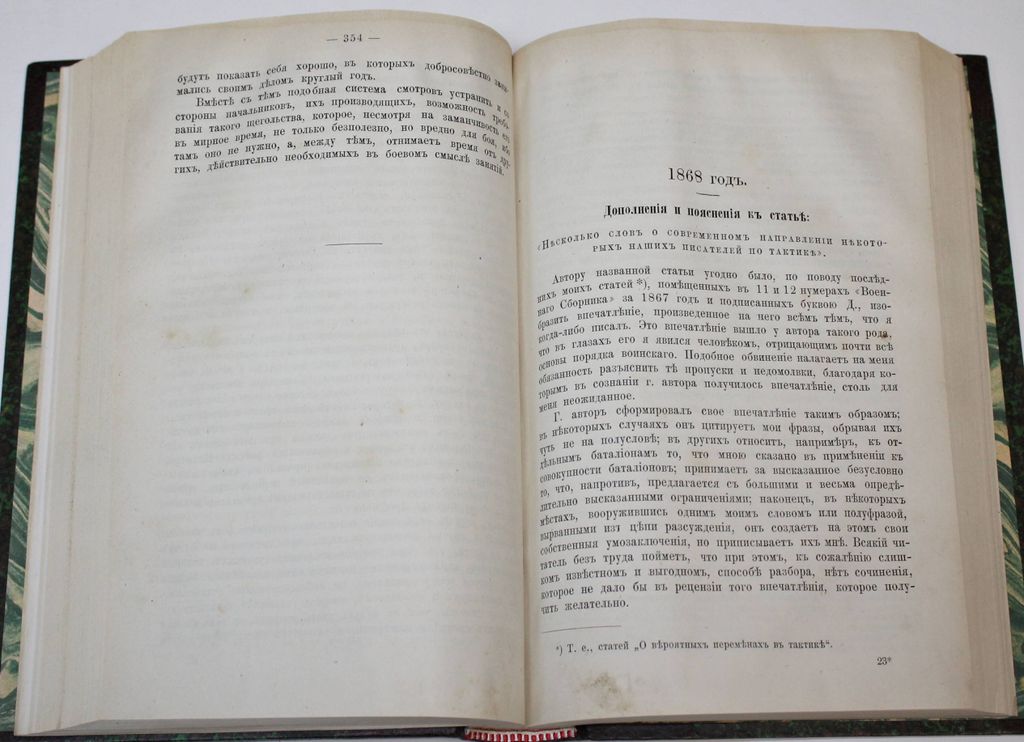 — 354 —
будутъ показать себя хорошо, въ которыхъ добросовѣстно зани-
мались своимъ дѣломъ круглый годъ.
Вмѣстѣ съ тѣмъ подобная система смотровъ устранитъ и со
стороны начальниковъ, ихъ производящихъ, возможность требо-
ванія такого щегольства, которое, несмотря на заманчивость его
въ мирное время, не только безполезно, но вредно для боя, ибо
тамъ оно не нужно, а, между тѣмъ, отнимаетъ время отъ дру-
гихъ, дѣйствительно необходимыхъ въ боевомъ смыслѣ занятій.
1868 годъ.
Дополненія и поясненія къ статьѣ:
«Нѣсколько словъ о современномъ направленіи нѣкото-
рыхъ нашихъ писателей по тактикѣ».
Автору названной статьи угодно было, по поводу послѣд-
нихъ моихъ статей *), помѣщенныхъ въ 11 и 12 нумерахъ «Воен-
наго Сборника» за 1867 годъ и подписанныхъ буквою Д., изо-
бразить впечатлѣніе, произведенное на него всѣмъ тѣмъ, что я
когда-либо писалъ. Это впечатлѣніе вышло у автора такого рода,
что въ глазахъ его я явился человѣкомъ, отрицающимъ почти всѣ
основы порядка воинскаго. Подобное обвиненіе налагаетъ на меня
обязанность разъяснить тѣ пропуски и недомолвки, благодаря ко-
торымъ въ сознаніи г. автора получилось впечатлѣніе, столь для
меня неожиданное.
Г. авторъ сформировалъ свое впечатлѣніе такимъ образомъ;
въ нѣкоторыхъ случаяхъ онъ цитируетъ мои фразы, обрывая ихъ
чуть не на полусловѣ; въ другихъ относитъ, напримѣръ, къ от-
дѣльнымъ баталіонамъ то, что мною сказано въ примѣненіи къ
совокупности баталіоновъ; принимаетъ за высказанное безусловно
то, что, напротивъ, предлагается съ большими и весьма опредѣ-
лительно высказанными ограниченіями; наконецъ, въ нѣкоторыхъ
мѣстахъ, вооружившись однимъ моимъ словомъ или полуфразой,
вырванными изъ цѣпи разсужденія, онъ создаетъ на этомъ свои
собственныя умозаключенія, но приписываетъ ихъ мнѣ. Всякій чи-
татель безъ труда пойметъ, что при этомъ, къ сожалѣнію слиш-
комъ извѣстномъ и выгодномъ, способѣ разбора, нѣтъ сочиненія,
которое не дало бы въ рецензіи того впечатлѣнія, которое полу-
чить желательно.
*) Т. е., статей „О вѣроятныхъ перемѣнахъ въ тактикѣ“.
23*